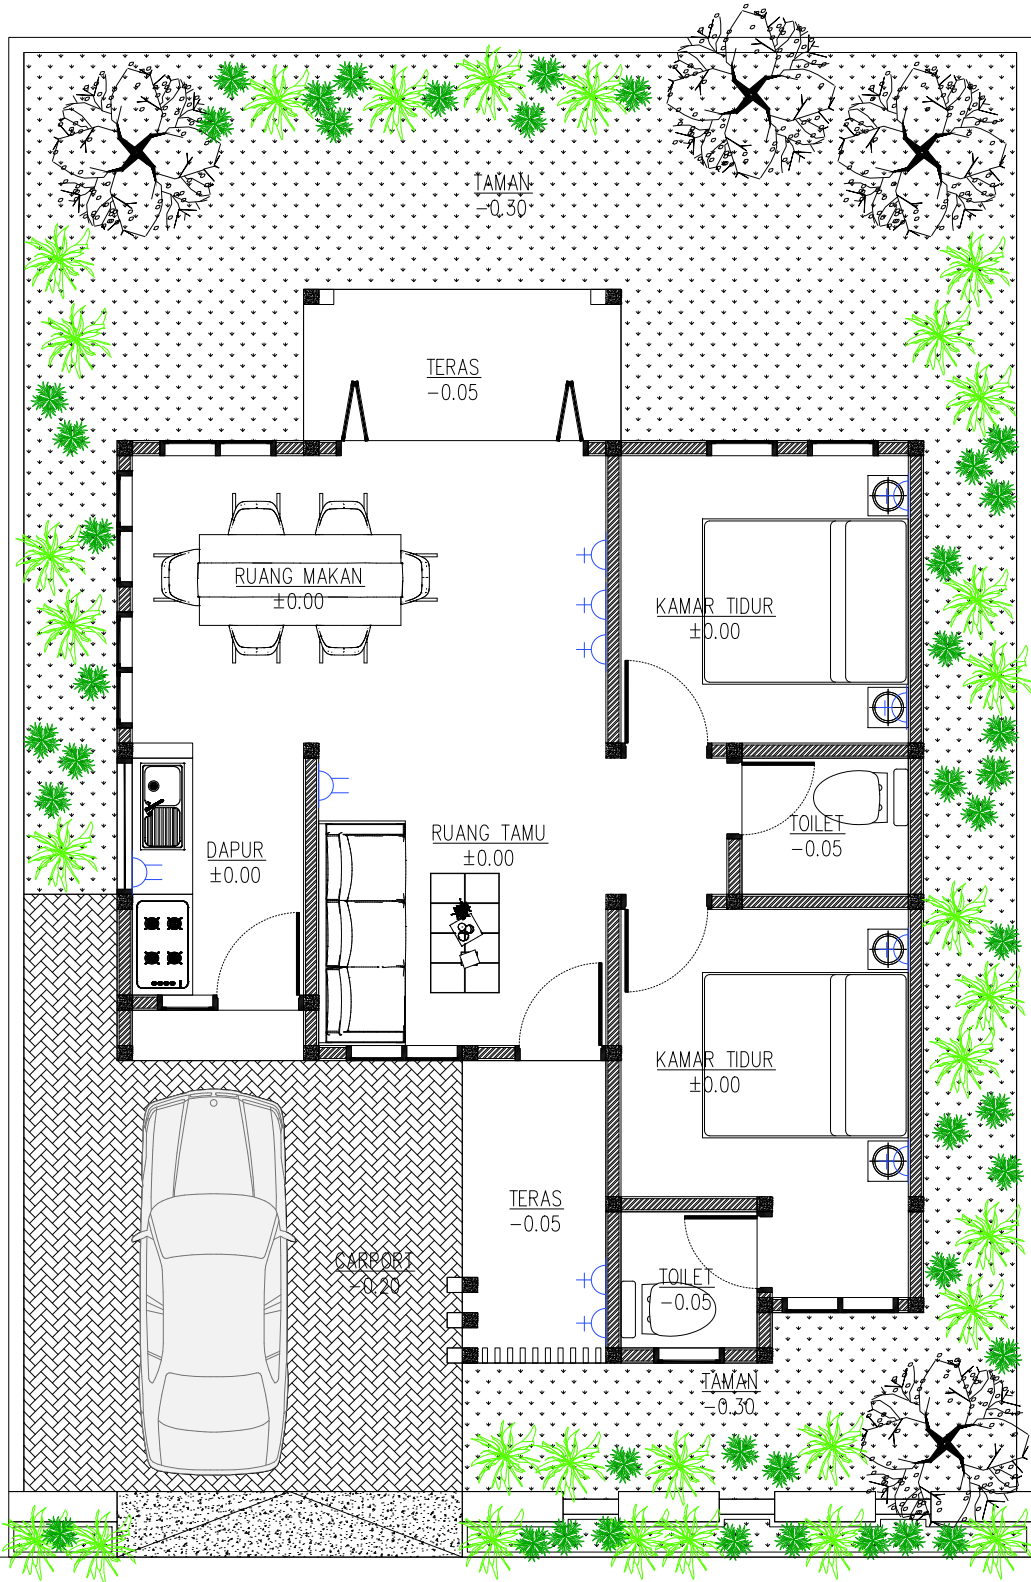 TAMAN
-0.30
TERAS
-0.05
RUANG MAKAN
±0.00
KAMAR TIDUR
±0.00
RUANG TAMU
±0.00
TOILET
-0.05
DAPUR
±0.00
KAMAR TIDUR
±0.00
TERAS
-0.05
CARPORT
-0.20
TOILET
-0.05
TAMAN
-0.30